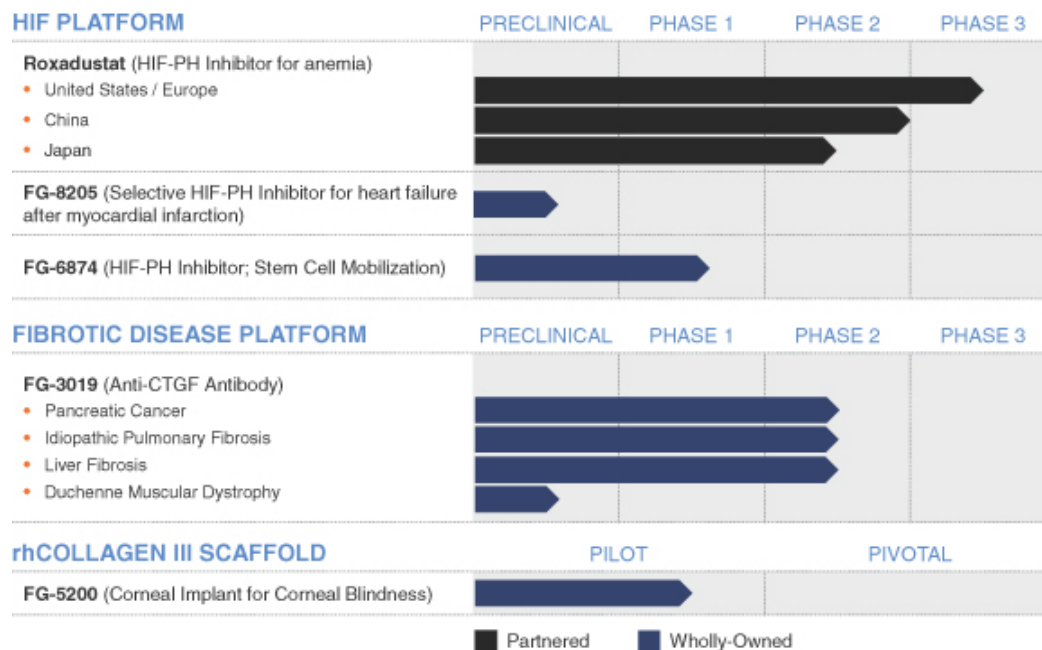 HIF PLATFORM PRECLINICAL PHASE 1 PHASE 2 PHASE 3
Roxadustat (HIF-PH Inhibitor for anemia)
• United States / Europe
• China
• Japan
FG-8205 (Selective HIF-PH Inhibitor for heart failure
after myocardial infarction)
FG-6874 (HIF-PH Inhibitor; Stem Cell Mobilization)
FIBROTIC DISEASE PLATFORM PRECLINICAL PHASE 1 PHASE 2 PHASE 3
FG-3019 (Anti-CTGF Antibody)
• Pancreatic Cancer
• Idiopathic Pulmonary Fibrosis
• Liver Fibrosis
• Duchenne Muscular Dystrophy
rhCOLLAGEN III SCAFFOLD PILOT PIVOTAL
FG-5200 (Corneal Implant for Corneal Blindness)
Partnered Wholly-Owned